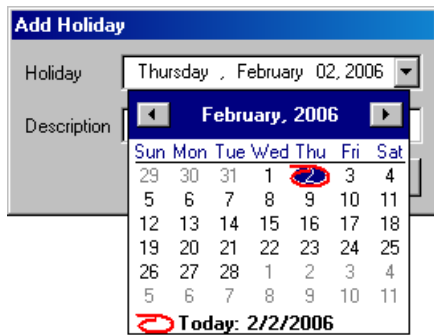 Add Holiday
Holiday Thursday , February 02, 2006
Description
February, 2006
Sun Mon Tue Wed Thu Fri Sat
29 30 31 1 2 3 4
5 6 7 8 9 10 11
12 13 14 15 16 17 18
19 20 21 22 23 24 25
26 27 28 1 2 3 4
5 6 7 8 9 10 11
Today: 2/2/2006